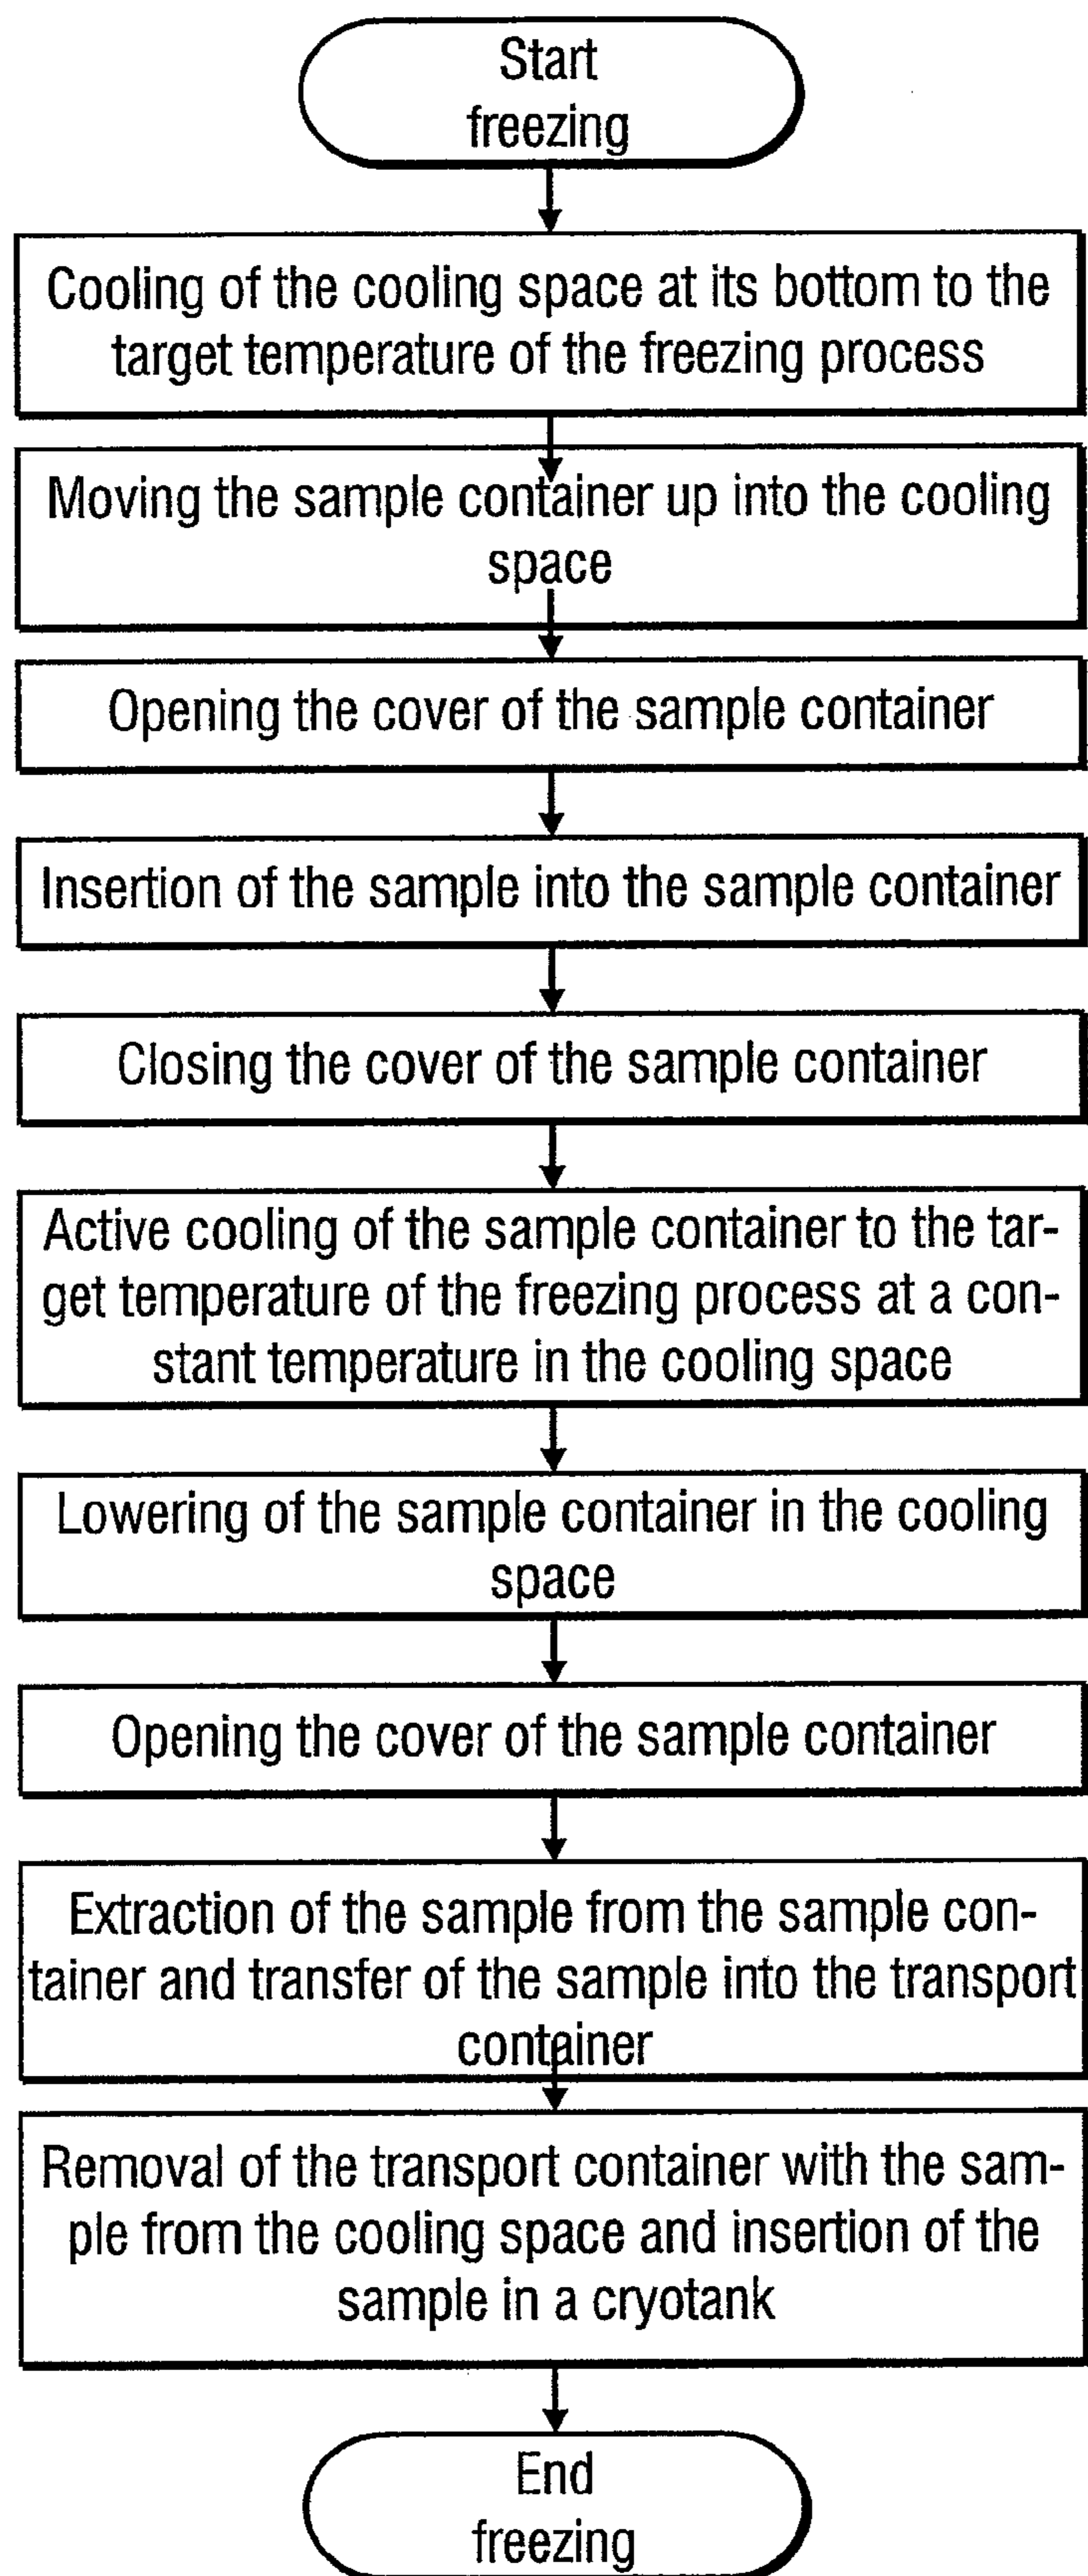 Start
freezing
Cooling of the cooling space at its bottom to the
target temperature of the freezing process
Moving the sample container up into the cooling
space
Opening the cover of the sample container
Insertion of the sample into the sample container
Closing the cover of the sample container
Active cooling of the sample container to the tar-
get temperature of the freezing process at a con-
stant temperature in the cooling space
Lowering of the sample container in the cooling
space
Opening the cover of the sample container
Extraction of the sample from the sample con-
tainer and transfer of the sample into the transport
container
Removal of the transport container with the sam-
ple from the cooling space and insertion of the
sample in a cryotank
End
freezing